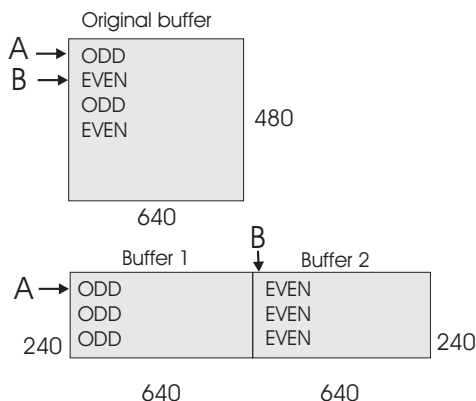 Original buffer
A ODD
B EVEN
ODD
EVEN
480
640
B
Buffer 1 Buffer 2
A ODD EVEN
ODD EVEN
240 ODD EVEN 240
640 640